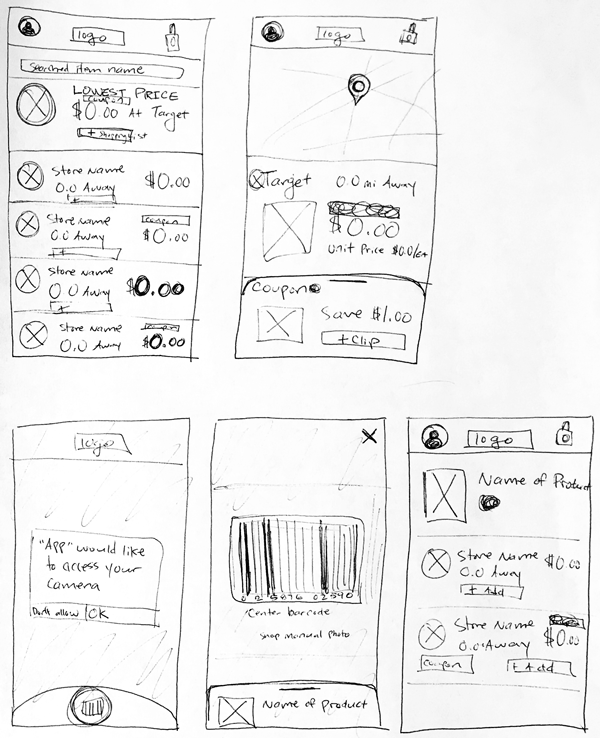 logo
Searched item name
LOWEST PRICE
coupon
$0.00 At Target
+ shopping list
Store Name
0.0 Away
$0.00
+
Store Name
coupon
0.0 Away
$0.00
+
Store Name
0.0 Away
$0.00
+
Store Name
0.0 Away
$0.00
logo
Target
0.0 mi Away
$0.00
Unit Price $0.0/ea
Coupon
Save $1.00
+Clip
logo
"App" would like
to access your
camera
Don't allow
OK
X
0 25876 02590
Center barcode
snap manual photo
Name of Product
logo
Name of Product
Store Name
$0.00
0.0 Away
+ Add
Store Name
0.0 Away
$0.00
coupon
+ Add